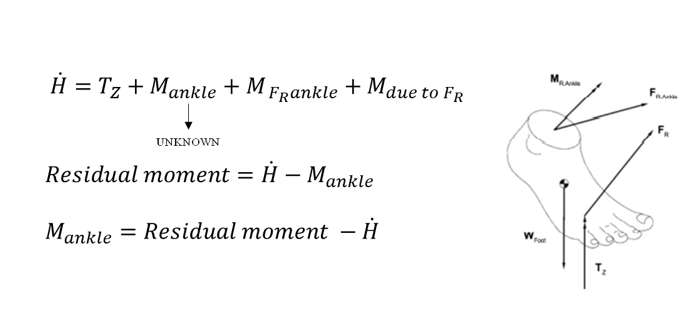 Ḣ = T_Z + M_ankle + M_F_R ankle + M_due to F_R
UNKNOWN
Residual moment = Ḣ − M_ankle
M_ankle = Residual moment − Ḣ
M_R.Ankle
F_R.Ankle
F_R
W_Foot
T_Z